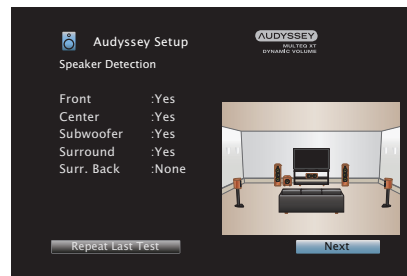 Audyssey Setup
AUDYSSEY
MULTEQ XT
DYNAMIC VOLUME
Speaker Detection
Front :Yes
Center :Yes
Subwoofer :Yes
Surround :Yes
Surr. Back :None
Repeat Last Test
Next